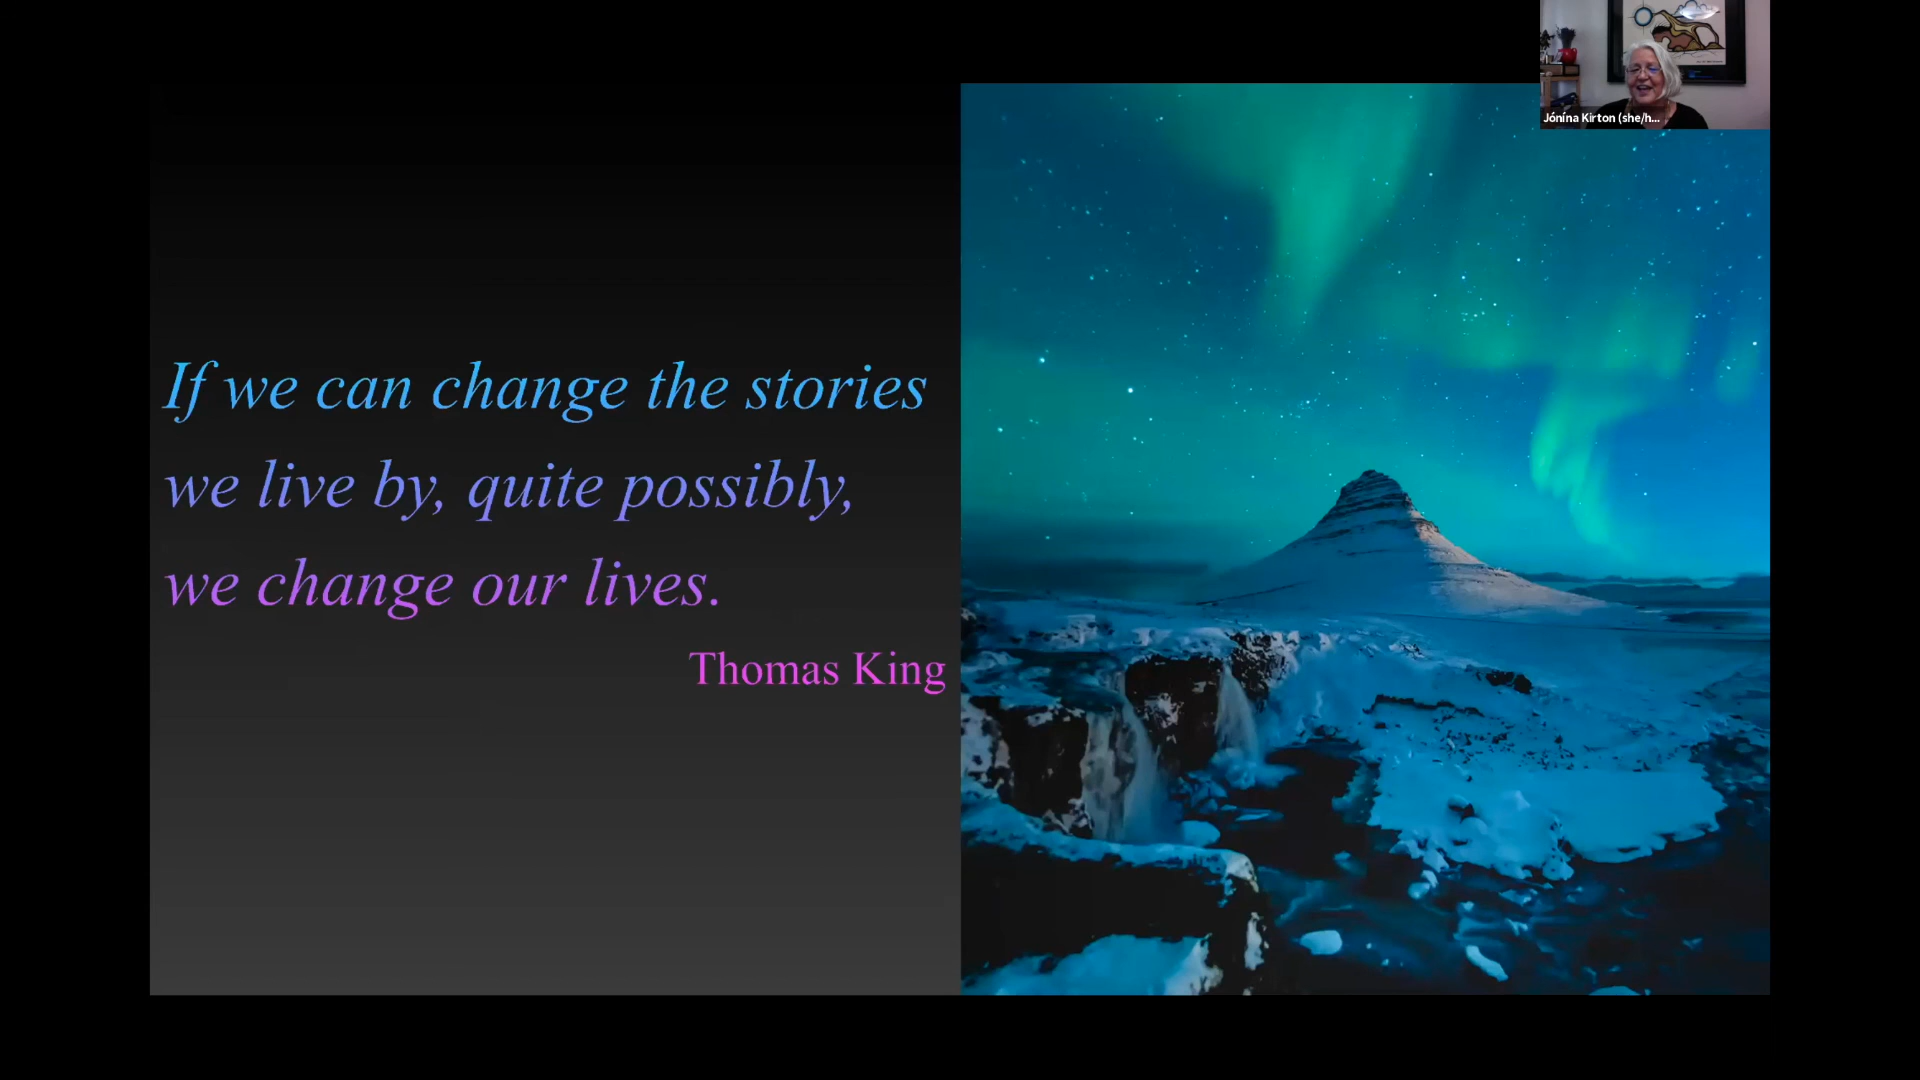 If we can change the stories
we live by, quite possibly,
we change our lives.
Thomas King
Jónína Kirton (she/h...